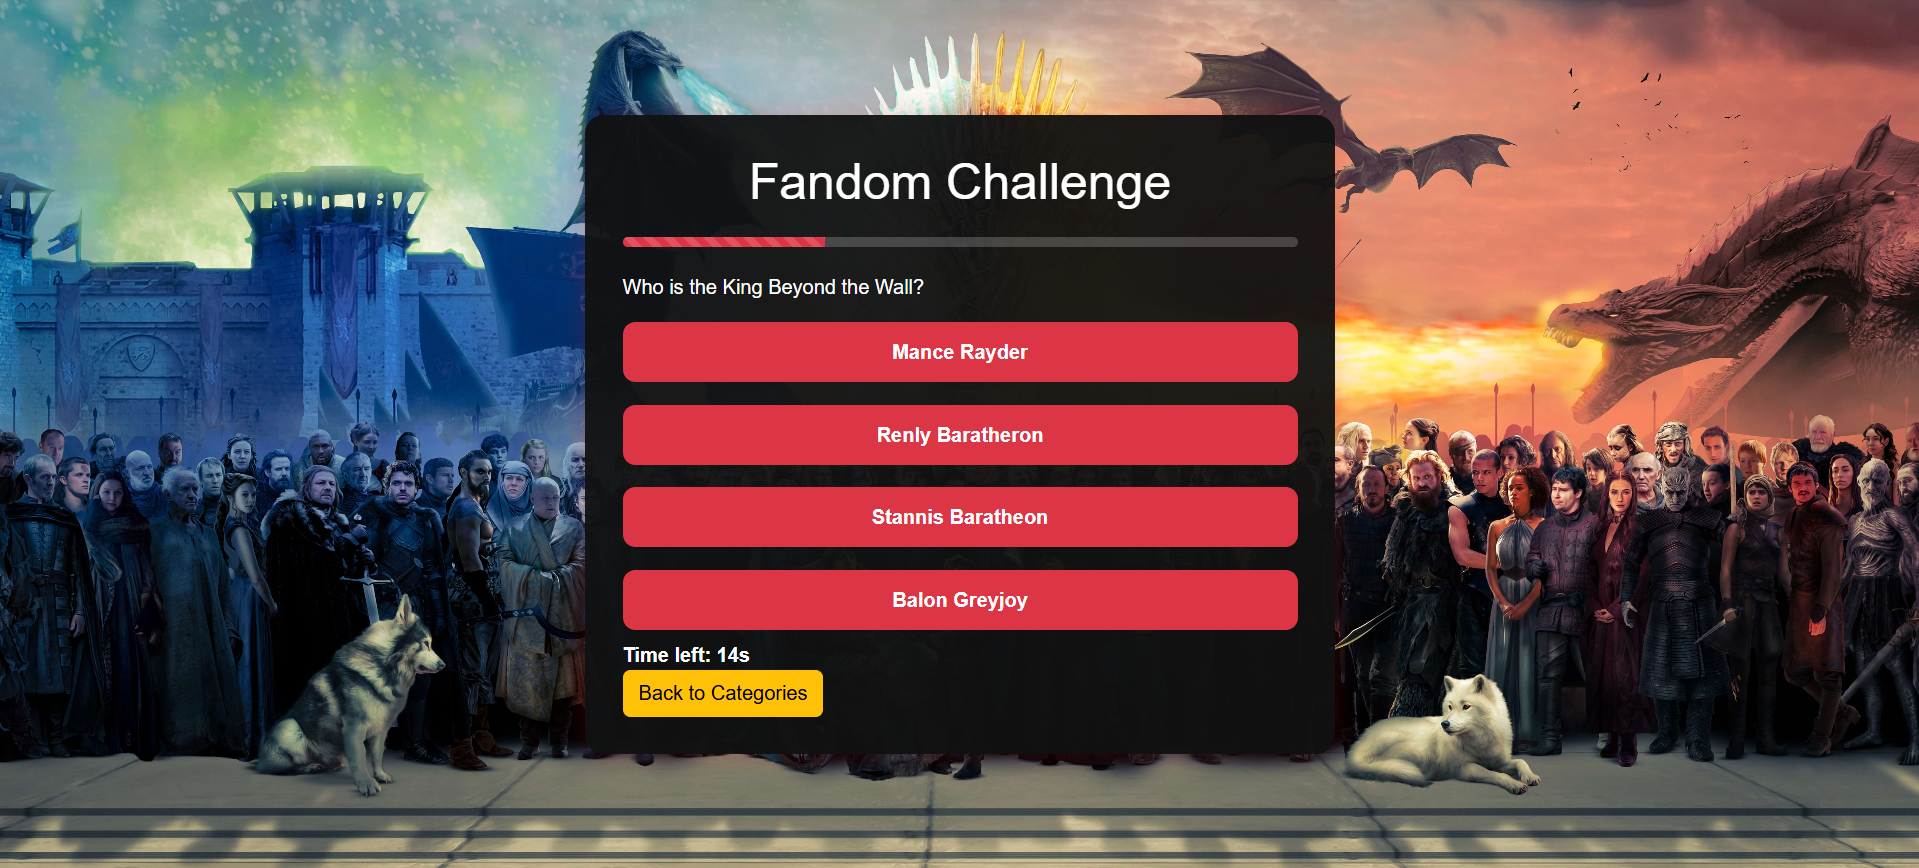 Fandom Challenge
Who is the King Beyond the Wall?
Mance Rayder
Renly Baratheron
Stannis Baratheon
Balon Greyjoy
Time left: 14s
Back to Categories